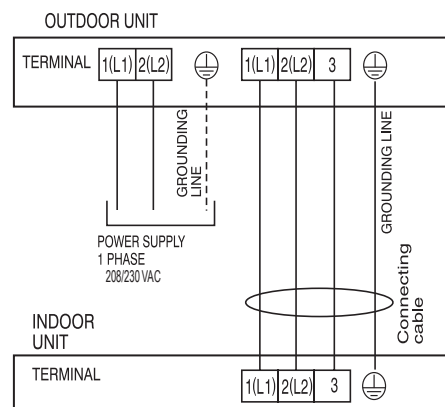 OUTDOOR UNIT
TERMINAL
1(L1) 2(L2)
1(L1) 2(L2) 3
GROUNDING
LINE
GROUNDING LINE
POWER SUPPLY
1 PHASE
208/230 VAC
Connecting
cable
INDOOR
UNIT
TERMINAL
1(L1) 2(L2) 3